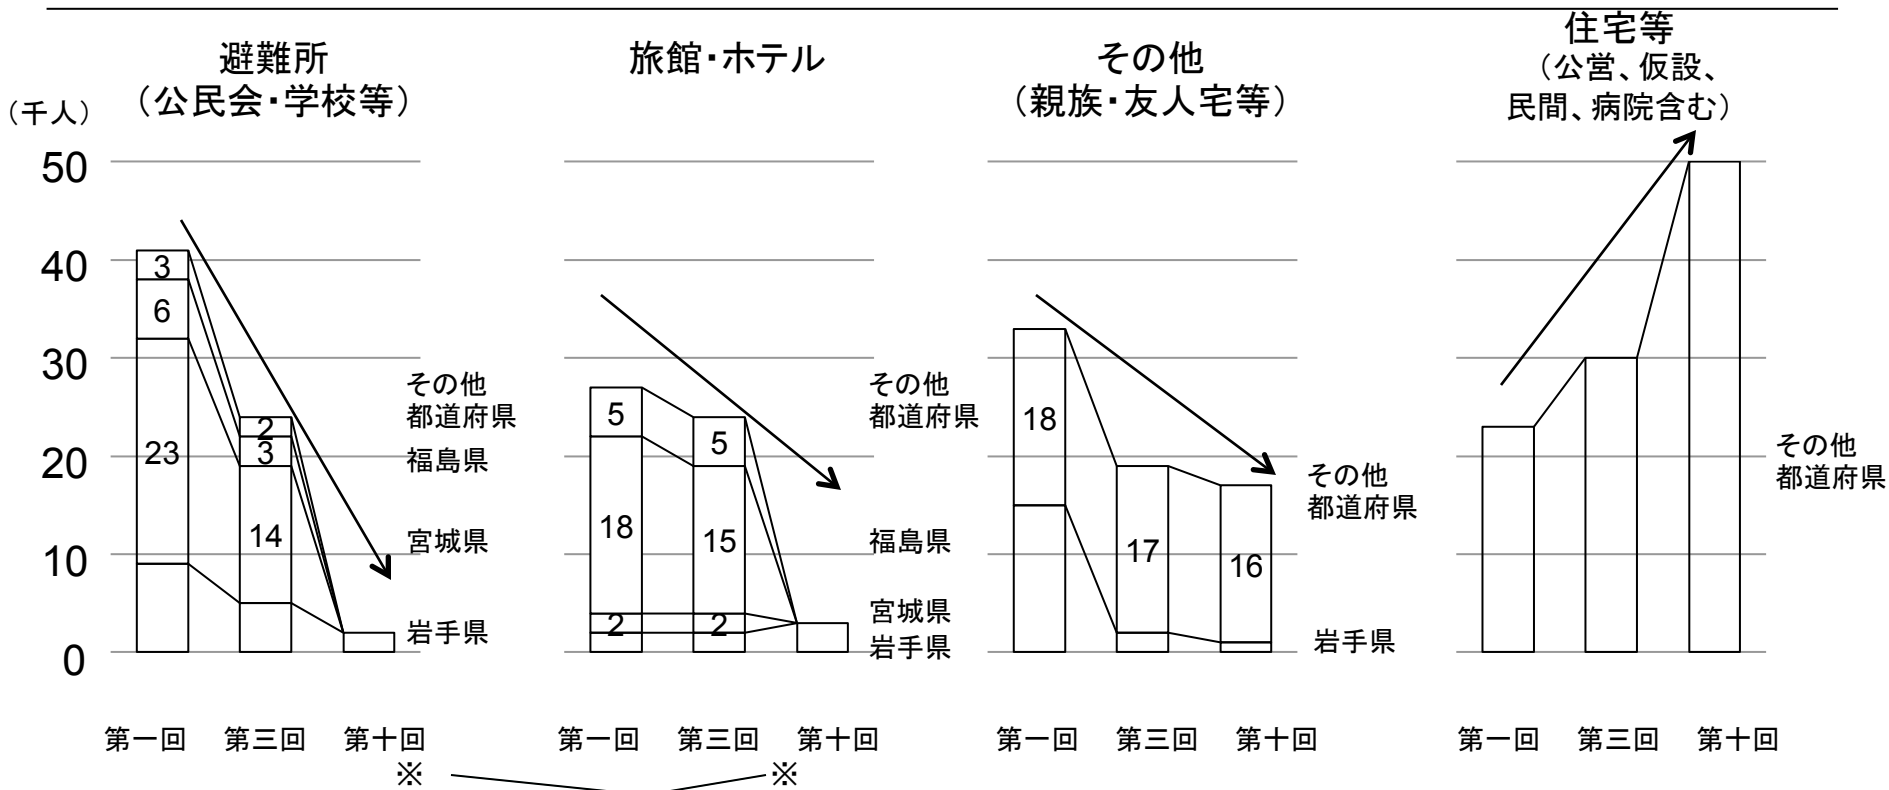 避難所
（公民会・学校等）
（千人）
50
40
30
20
10
0
3
6
23
2
3
14
その他
都道府県
福島県
宮城県
岩手県
第一回
第三回
第十回
※
旅館・ホテル
5
18
2
5
15
2
その他
都道府県
福島県
宮城県
岩手県
第一回
第三回
第十回
※
その他
（親族・友人宅等）
18
17
16
その他
都道府県
岩手県
第一回
第三回
第十回
住宅等
（公営、仮設、
民間、病院含む）
その他
都道府県
第一回
第三回
第十回